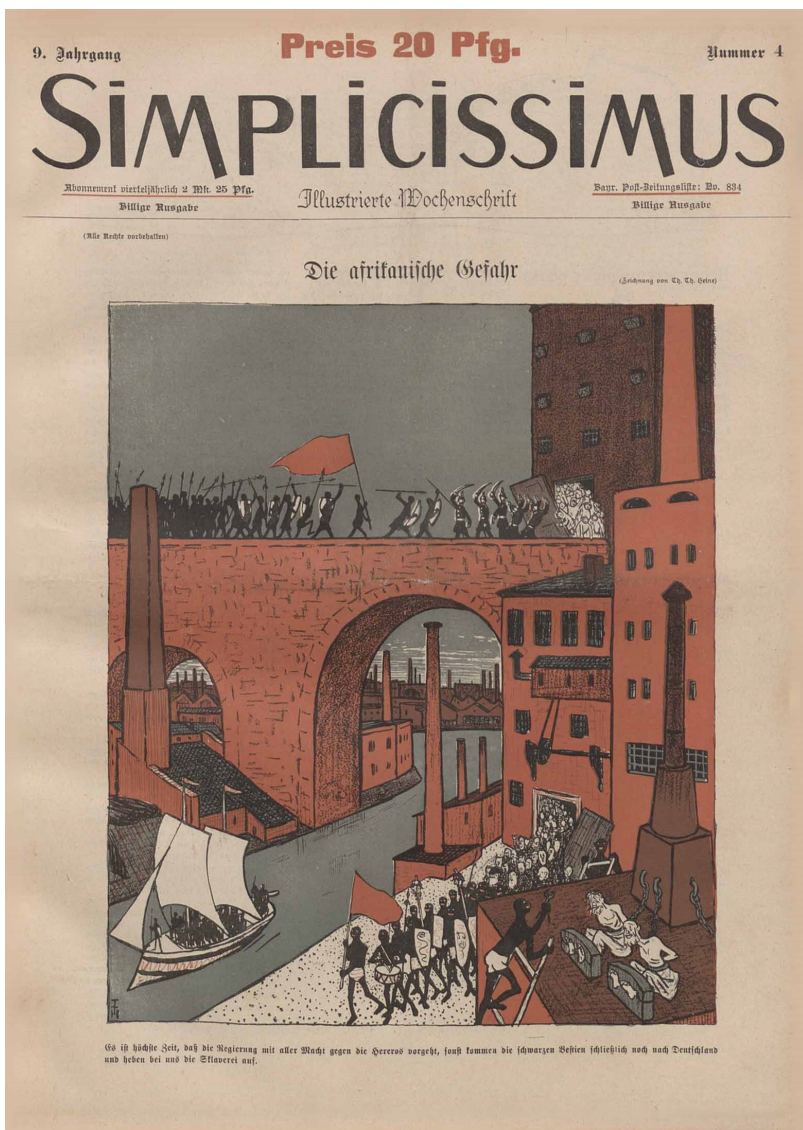 9. Jahrgang
Preis 20 Pfg.
Nummer 4
SiMPLiCiSSiMUS
Abonnement vierteljährlich 2 Mk. 25 Pfg.
Billige Ausgabe
Illustrierte Wochenschrift
Bayr. Post-Zeitungsliste: No. 834
Billige Ausgabe
(Alle Rechte vorbehalten)
Die afrikanische Gefahr
(Zeichnung von Th. Th. Heine)
Es ist höchste Zeit, daß die Regierung mit aller Macht gegen die Hereros vorgeht, sonst kommen die schwarzen Bestien schließlich noch nach Deutschland
und heben bei uns die Sklaverei auf.